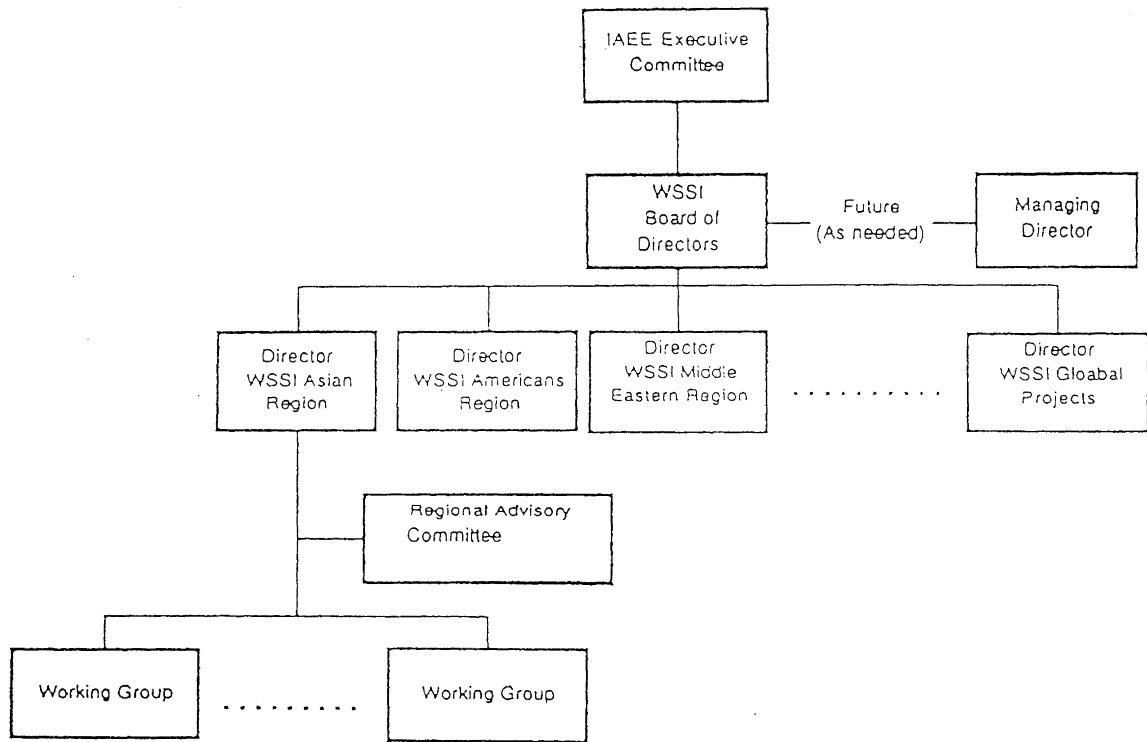 IAEE Executive
Committee
WSSI
Board of
Directors
Future
(As needed)
Managing
Director
Director
WSSI Asian
Region
Director
WSSI Americans
Region
Director
WSSI Middle
Eastern Region
. . . . . . . . . .
Director
WSSI Gloabal
Projects
Regional Advisory
Committee
Working Group
. . . . . . . . .
Working Group